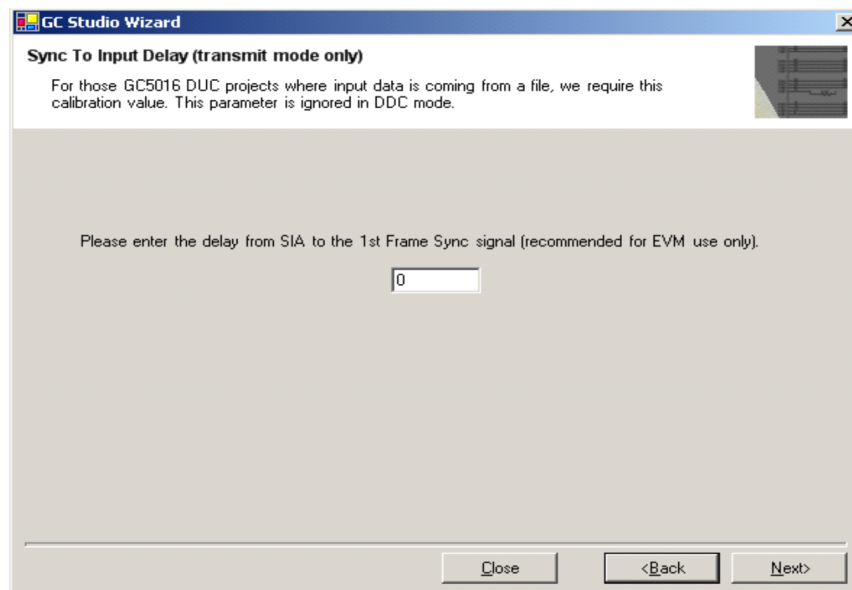 GC Studio Wizard
Sync To Input Delay (transmit mode only)
For those GC5016 DUC projects where input data is coming from a file, we require this
calibration value. This parameter is ignored in DDC mode.
Please enter the delay from SIA to the 1st Frame Sync signal (recommended for EVM use only).
0
Close <Back Next>